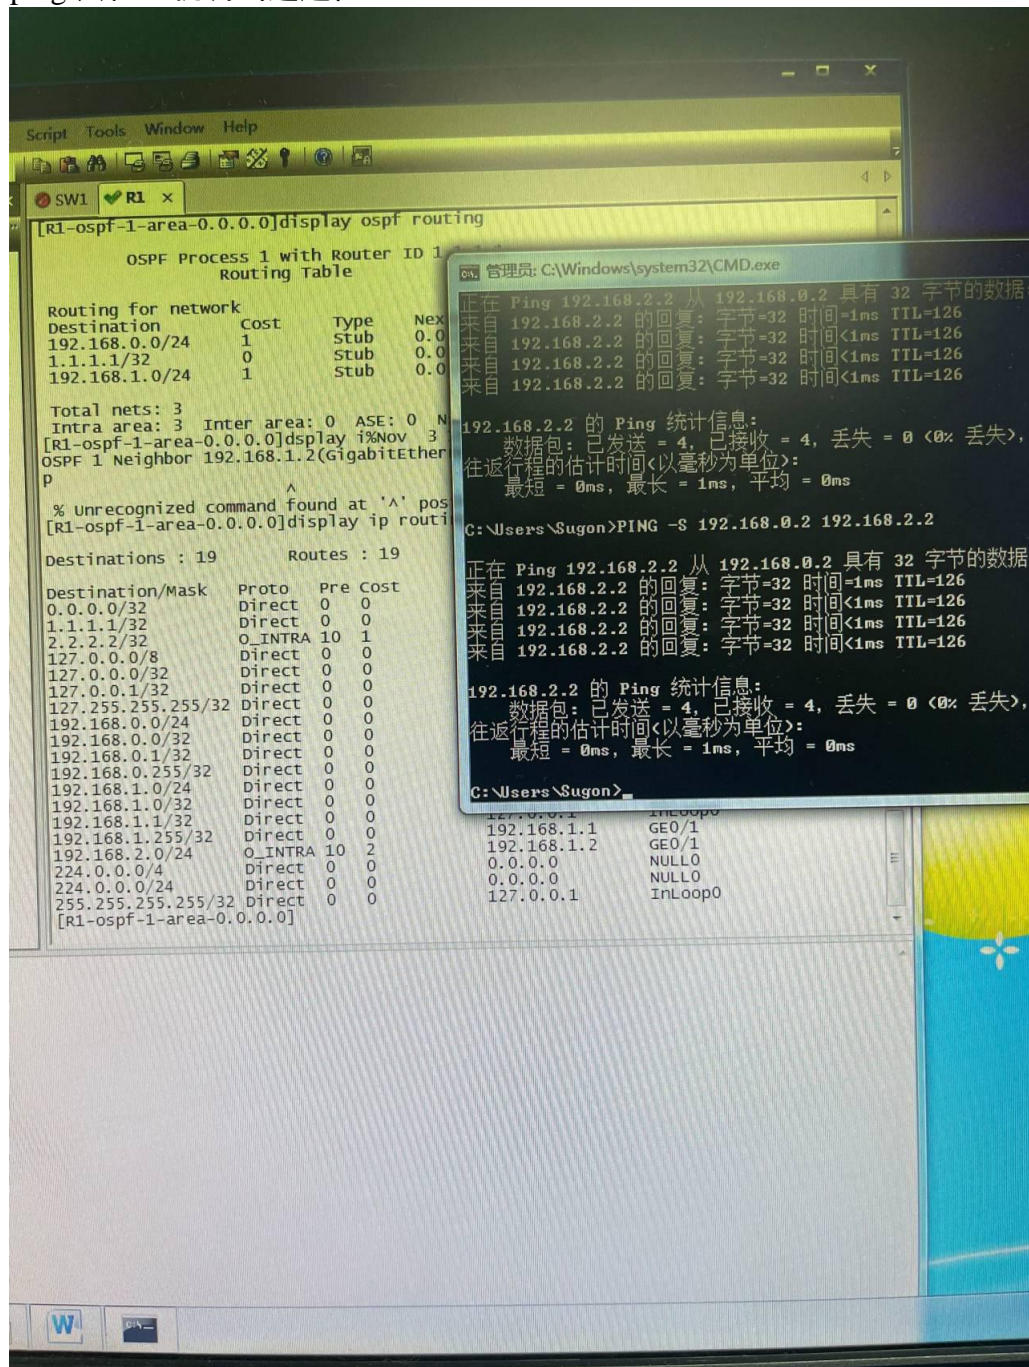 Script Tools Window Help
SW1 R1 ×
[R1-ospf-1-area-0.0.0.0]display ospf routing
OSPF Process 1 with Router ID 1
Routing Table
Routing for network
Destination Cost Type Nex
192.168.0.0/24 1 Stub 0.0
1.1.1.1/32 0 Stub 0.0
192.168.1.0/24 1 Stub 0.0
Total nets: 3
Intra area: 3 Inter area: 0 ASE: 0 N
[R1-ospf-1-area-0.0.0.0]dsplay i%Nov 3
OSPF 1 Neighbor 192.168.1.2(GigabitEther
p
^
% Unrecognized command found at '^' pos
[R1-ospf-1-area-0.0.0.0]display ip routi
Destinations : 19 Routes : 19
Destination/Mask Proto Pre Cost
0.0.0.0/32 Direct 0 0
1.1.1.1/32 Direct 0 0
2.2.2.2/32 O_INTRA 10 1
127.0.0.0/8 Direct 0 0
127.0.0.0/32 Direct 0 0
127.0.0.1/32 Direct 0 0
127.255.255.255/32 Direct 0 0
192.168.0.0/24 Direct 0 0
192.168.0.0/32 Direct 0 0
192.168.0.1/32 Direct 0 0
192.168.0.255/32 Direct 0 0
192.168.1.0/24 Direct 0 0
192.168.1.0/32 Direct 0 0
192.168.1.1/32 Direct 0 0 127.0.0.1 InLoop0
192.168.1.255/32 Direct 0 0 192.168.1.1 GE0/1
192.168.2.0/24 O_INTRA 10 2 192.168.1.2 GE0/1
224.0.0.0/4 Direct 0 0 0.0.0.0 NULL0
224.0.0.0/24 Direct 0 0 0.0.0.0 NULL0
255.255.255.255/32 Direct 0 0 127.0.0.1 InLoop0
[R1-ospf-1-area-0.0.0.0]
管理员: C:\Windows\system32\CMD.exe
正在 Ping 192.168.2.2 从 192.168.0.2 具有 32 字节的数据
来自 192.168.2.2 的回复: 字节=32 时间=1ms TTL=126
来自 192.168.2.2 的回复: 字节=32 时间<1ms TTL=126
来自 192.168.2.2 的回复: 字节=32 时间<1ms TTL=126
来自 192.168.2.2 的回复: 字节=32 时间<1ms TTL=126
192.168.2.2 的 Ping 统计信息:
数据包: 已发送 = 4, 已接收 = 4, 丢失 = 0 (0% 丢失),
往返行程的估计时间(以毫秒为单位):
最短 = 0ms, 最长 = 1ms, 平均 = 0ms
C:\Users\Sugon>PING -S 192.168.0.2 192.168.2.2
正在 Ping 192.168.2.2 从 192.168.0.2 具有 32 字节的数据
来自 192.168.2.2 的回复: 字节=32 时间=1ms TTL=126
来自 192.168.2.2 的回复: 字节=32 时间<1ms TTL=126
来自 192.168.2.2 的回复: 字节=32 时间<1ms TTL=126
来自 192.168.2.2 的回复: 字节=32 时间<1ms TTL=126
192.168.2.2 的 Ping 统计信息:
数据包: 已发送 = 4, 已接收 = 4, 丢失 = 0 (0% 丢失),
往返行程的估计时间(以毫秒为单位):
最短 = 0ms, 最长 = 1ms, 平均 = 0ms
C:\Users\Sugon>_